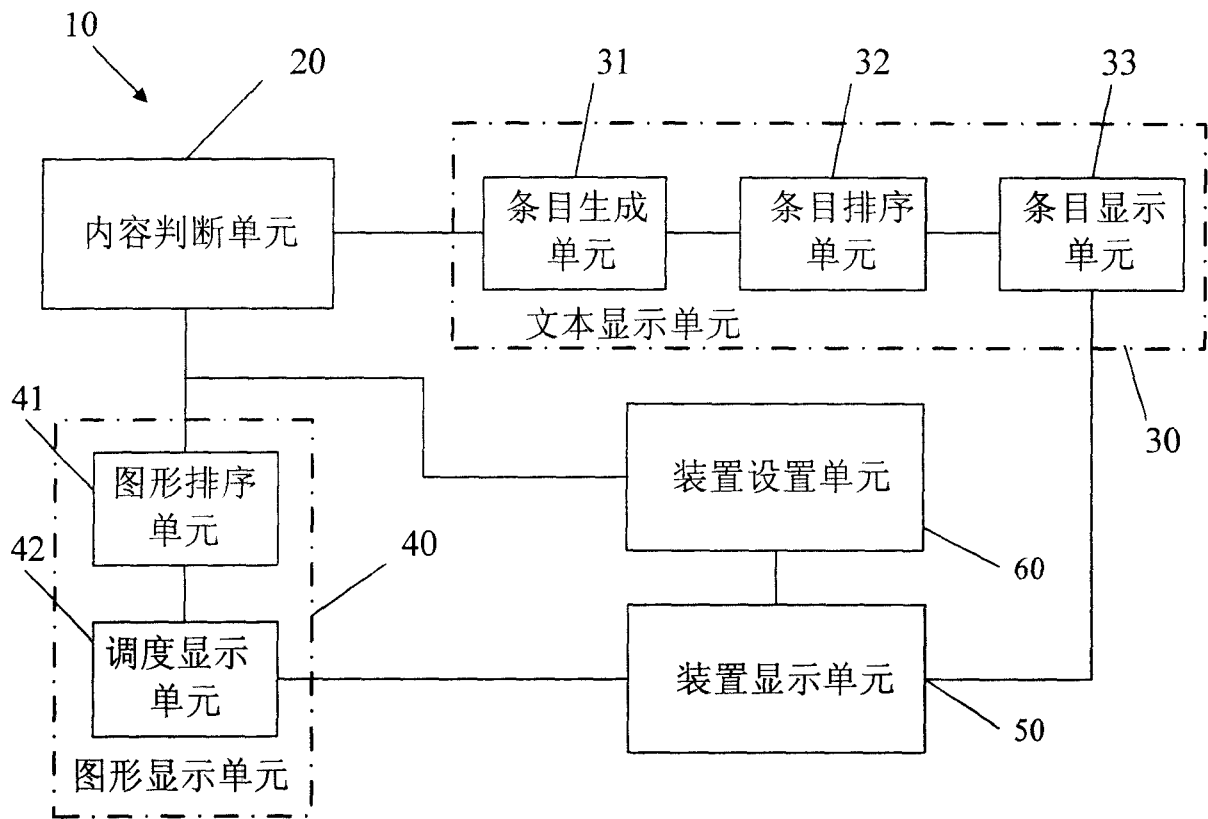 10
20
31
32
33
内容判断单元
条目生成
单元
条目排序
单元
条目显示
单元
文本显示单元
30
41
图形排序
单元
装置设置单元
60
42
40
调度显示
单元
装置显示单元
50
图形显示单元